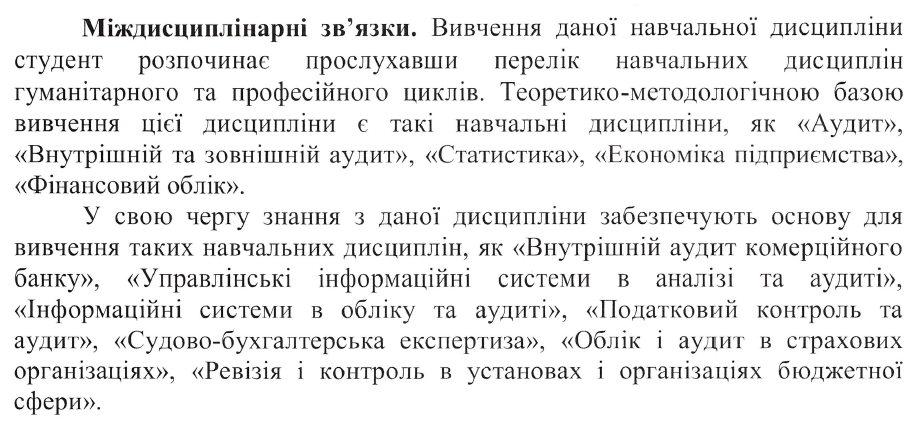 Міждисциплінарні зв’язки. Вивчення даної навчальної дисципліни
студент розпочинає прослухавши перелік навчальних дисциплін
гуманітарного та професійного циклів. Теоретико-методологічною базою
вивчення цієї дисципліни є такі навчальні дисципліни, як «Аудит»,
«Внутрішній та зовнішній аудит», «Статистика», «Економіка підприємства»,
«Фінансовий облік».
У свою чергу знання з даної дисципліни забезпечують основу для
вивчення таких навчальних дисциплін, як «Внутрішній аудит комерційного
банку», «Управлінські інформаційні системи в аналізі та аудиті»,
«Інформаційні системи в обліку та аудиті», «Податковий контроль та
аудит», «Судово-бухгалтерська експертиза», «Облік і аудит в страхових
організаціях», «Ревізія і контроль в установах і організаціях бюджетної
сфери».